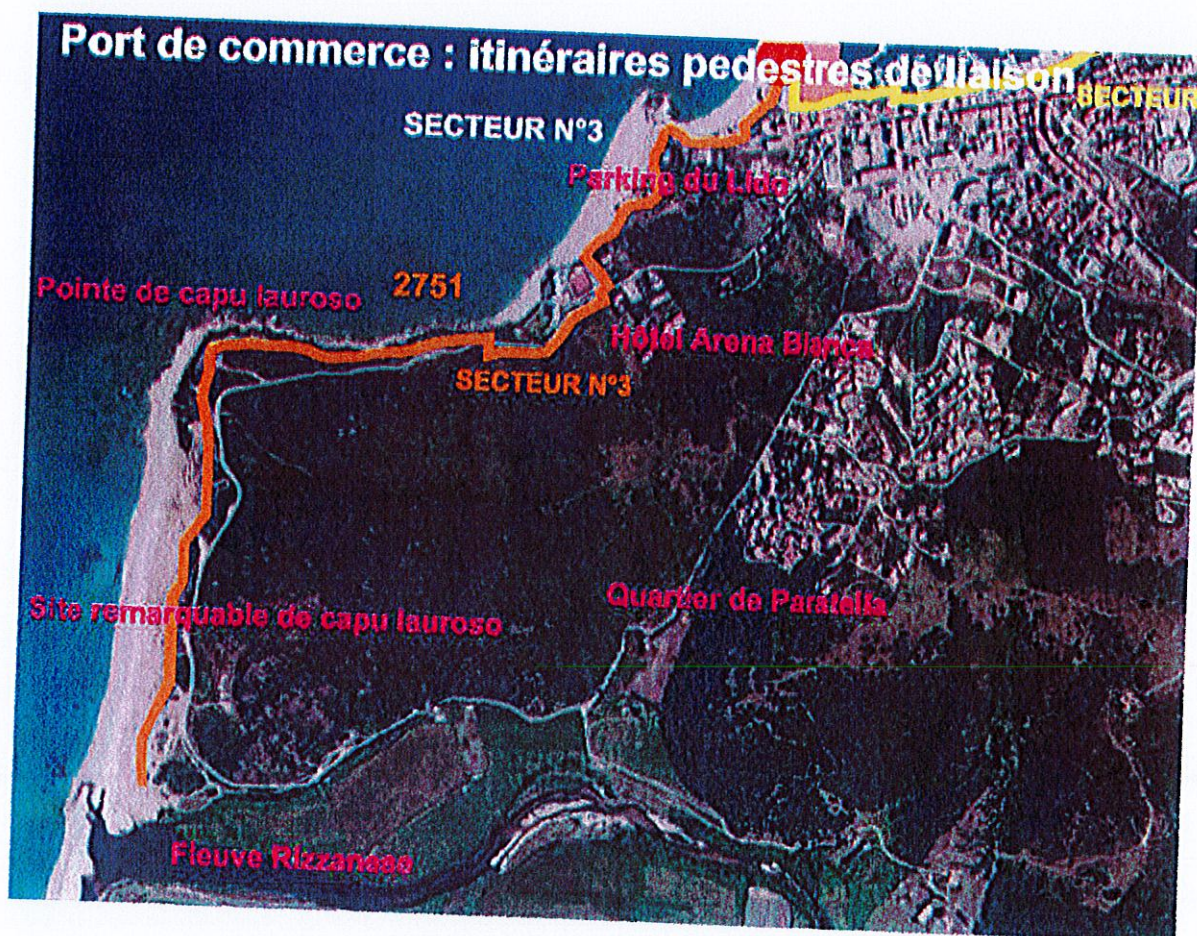 Port de commerce : itinéraires pedestres de liaison
SECTEUR
SECTEUR N°3
Parking du Lido
Pointe de capu lauroso
2751
Hôtel Arena Bianca
SECTEUR N°3
Site remarquable de capu lauroso
Quartier de Paratella
Fleuve Rizzanese